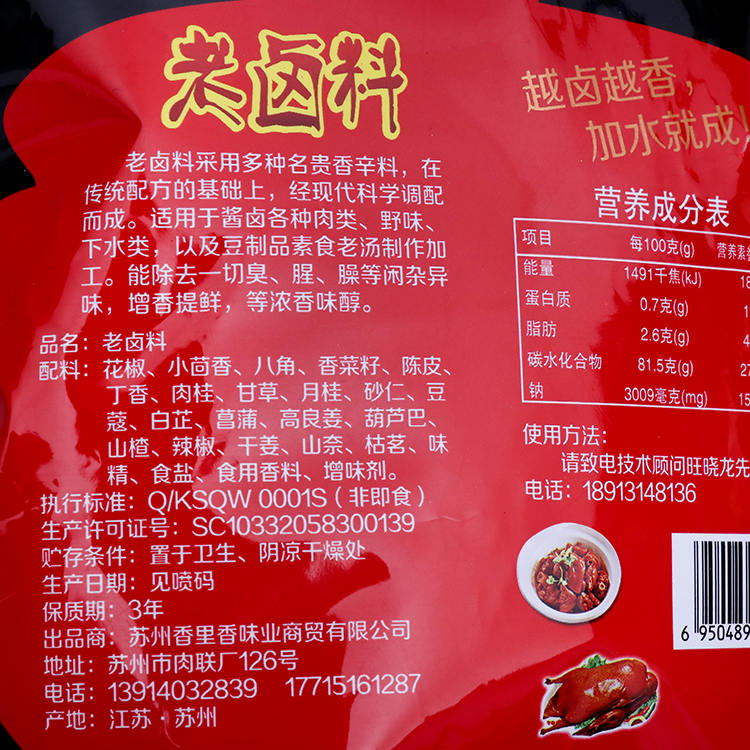 老卤料
老卤料采用多种名贵香辛料，在
传统配方的基础上，经现代科学调配
而成。适用于酱卤各种肉类、野味、
下水类，以及豆制品素食老汤制作加
工。能除去一切臭、腥、臊等闲杂异
味，增香提鲜，等浓香味醇。
品名：老卤料
配料：花椒、小茴香、八角、香菜籽、陈皮、
丁香、肉桂、甘草、月桂、砂仁、豆
蔻、白芷、菖蒲、高良姜、葫芦巴、
山楂、辣椒、干姜、山奈、枯茗、味
精、食盐、食用香料、增味剂。
执行标准：Q/KSQW 0001S（非即食）
生产许可证号：SC10332058300139
贮存条件：置于卫生、阴凉干燥处
生产日期：见喷码
保质期：3年
出品商：苏州香里香味业商贸有限公司
地址：苏州市肉联厂126号
电话：13914032839 17715161287
产地：江苏·苏州
越卤越香，
加水就成！
营养成分表
项目 每100克(g) 营养素
能量 1491千焦(kJ) 18
蛋白质 0.7克(g) 1
脂肪 2.6克(g) 4
碳水化合物 81.5克(g) 27
钠 3009毫克(mg) 15
使用方法：
请致电技术顾问旺晓龙先
电话：18913148136
6 950489